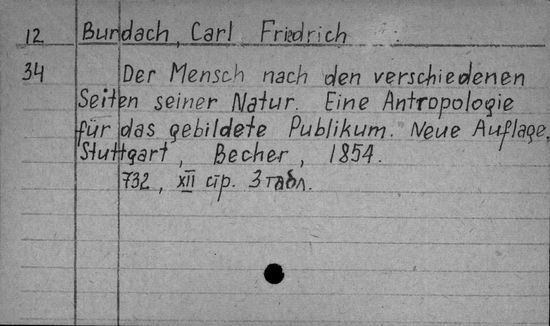 12 Burdach, Carl Friedrich
34 Der Mensch nach den verschiedenen
Seiten seiner Natur. Eine Antropologie
für das gebildete Publikum. Neue Auflage,
Stuttgart, Becher, 1854.
732, XII стр. 3 табл.